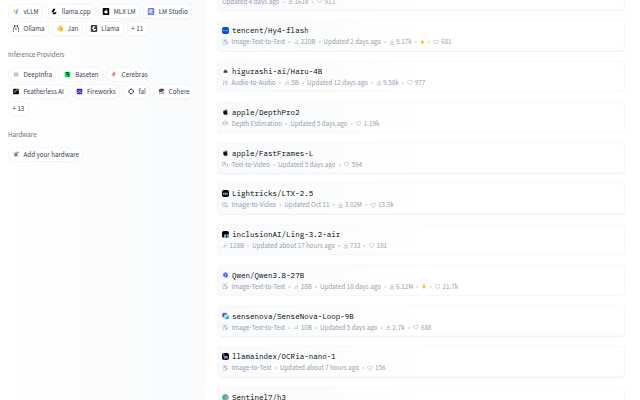 vLLM llama.cpp MLX LM LM Studio
Ollama Jan Llama + 11
Inference Providers
DeepInfra Baseten Cerebras
Featherless AI Fireworks fal Cohere
+ 13
Hardware
Add your hardware
tencent/Hy4-flash
Image-Text-to-Text • 310B • Updated 2 days ago • 9.17k • 681
higurashi-ai/Haru-4B
Audio-to-Audio • 5B • Updated 12 days ago • 9.58k • 977
apple/DepthPro2
Depth Estimation • Updated 5 days ago • 1.19k
apple/FastFrames-L
Text-to-Video • Updated 5 days ago • 594
Lightricks/LTX-2.5
Image-to-Video • Updated Oct 11 • 3.02M • 13.5k
inclusionAI/Ling-3.2-air
128B • Updated about 17 hours ago • 733 • 181
Qwen/Qwen3.8-27B
Image-Text-to-Text • 28B • Updated 18 days ago • 6.12M • 21.7k
sensenova/SenseNova-Loop-9B
Image-Text-to-Text • 10B • Updated 5 days ago • 2.7k • 688
llamaindex/OCRia-nano-1
Image-to-Text • Updated about 7 hours ago • 156
Sentinel7/h3